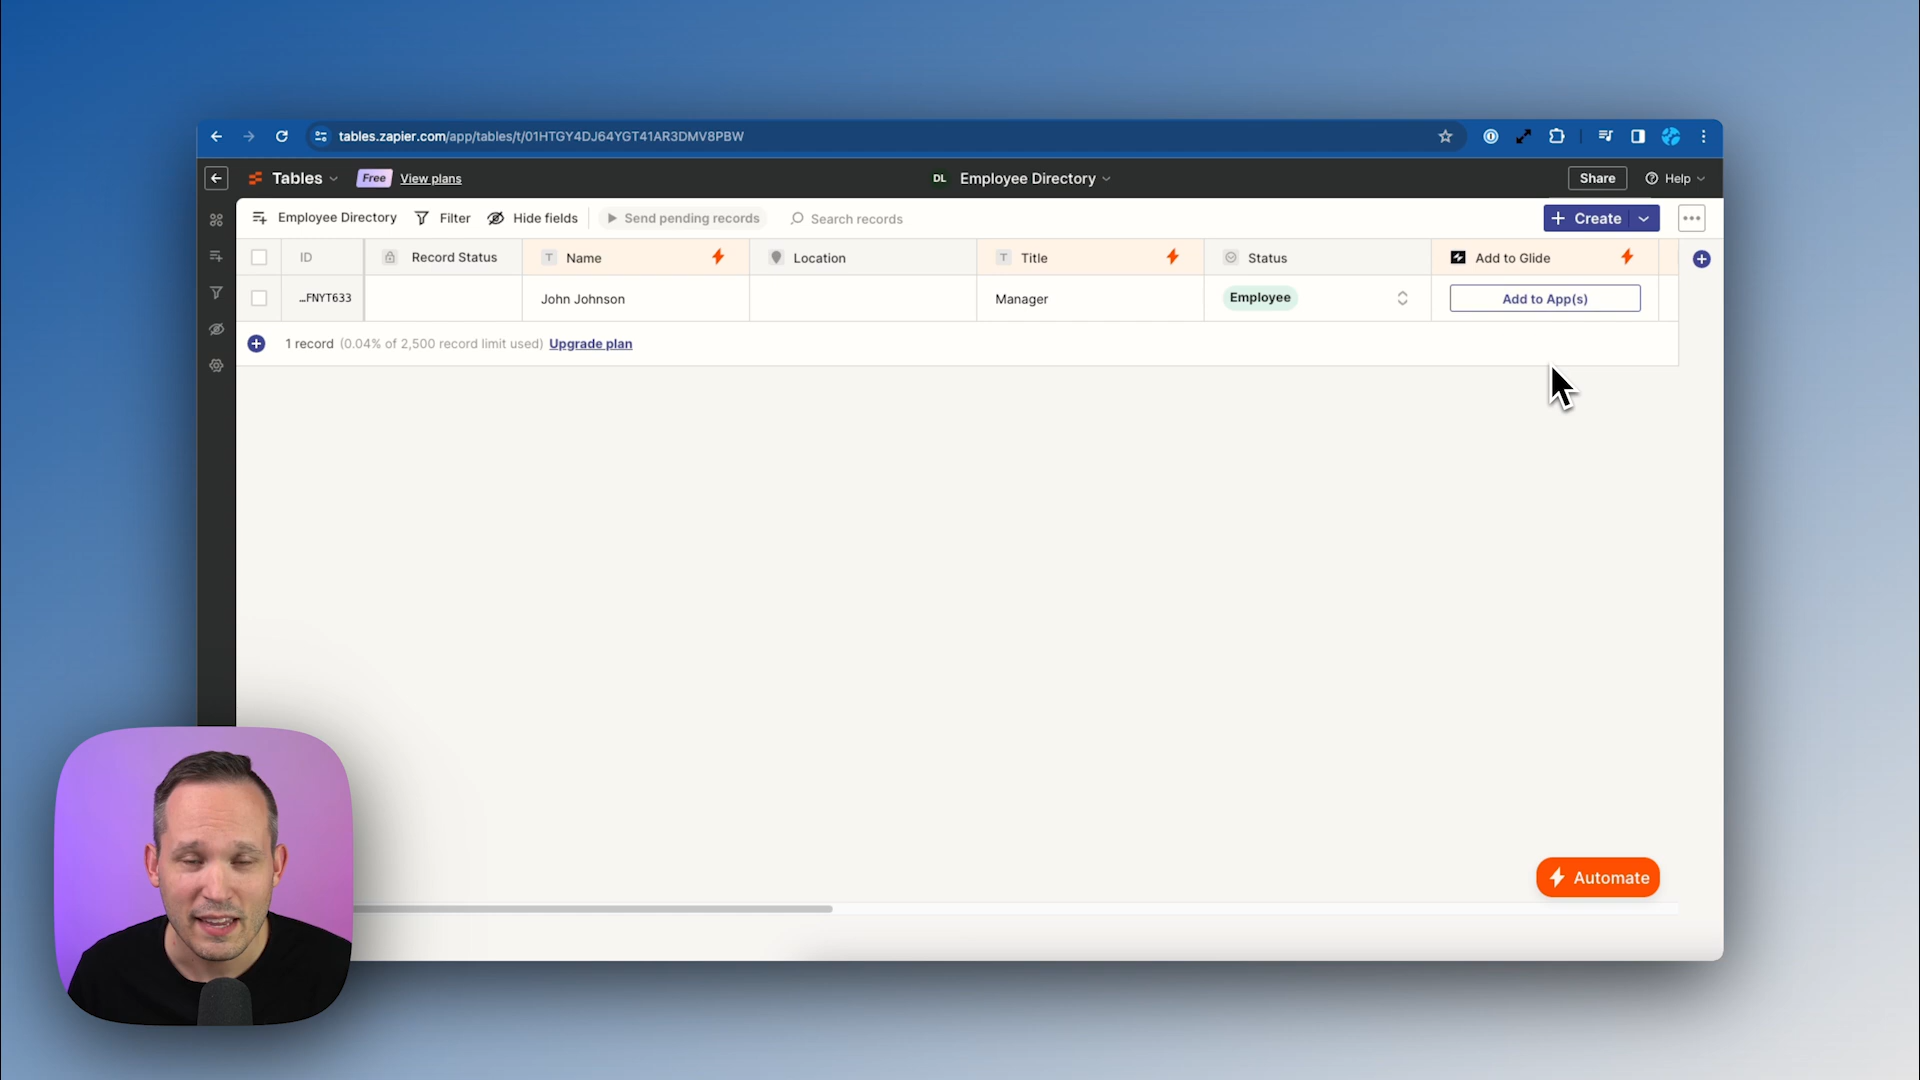 tables.zapier.com/app/tables/t/01HTGY4DJ64YGT41AR3DMV8PBW
Tables Free View plans DL Employee Directory Share Help
Employee Directory Filter Hide fields Send pending records Search records + Create
ID Record Status T Name Location T Title Status Add to Glide
...FNYT633 John Johnson Manager Employee Add to App(s)
1 record (0.04% of 2,500 record limit used) Upgrade plan
Automate